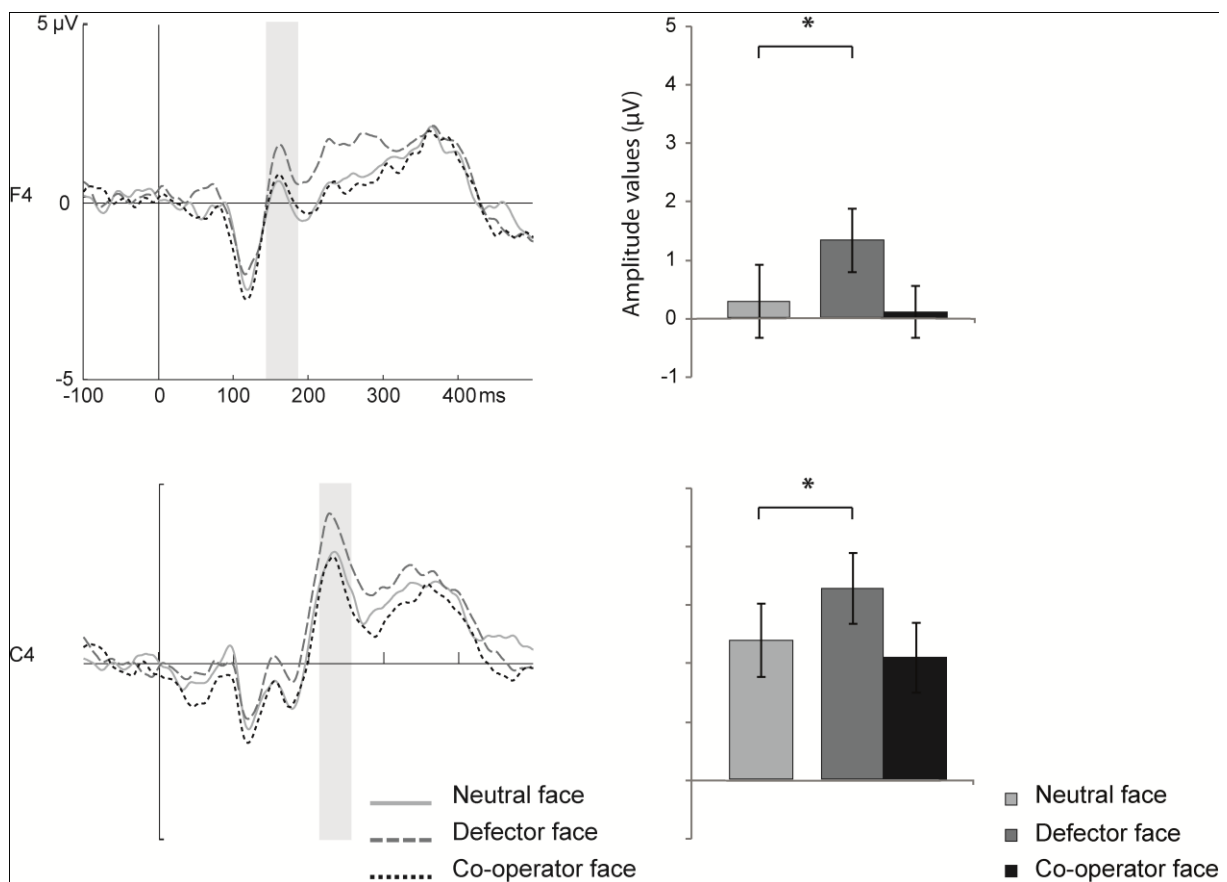 5 µV
F4
0
-5
-100 0 100 200 300 400 ms
*
Amplitude values (µV)
5
4
3
2
1
0
-1
C4
*
Neutral face
Defector face
Co-operator face
Neutral face
Defector face
Co-operator face